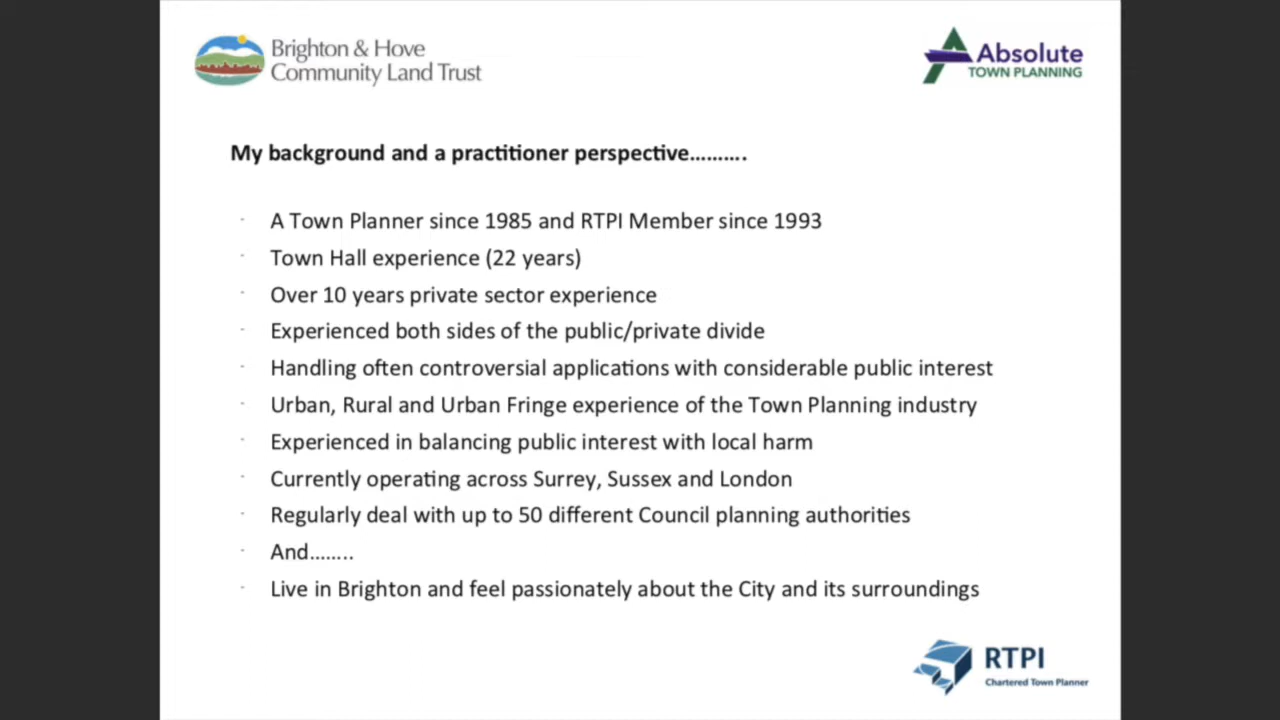 Brighton & Hove
Community Land Trust
Absolute
TOWN PLANNING
My background and a practitioner perspective……….
- A Town Planner since 1985 and RTPI Member since 1993
- Town Hall experience (22 years)
- Over 10 years private sector experience
- Experienced both sides of the public/private divide
- Handling often controversial applications with considerable public interest
- Urban, Rural and Urban Fringe experience of the Town Planning industry
- Experienced in balancing public interest with local harm
- Currently operating across Surrey, Sussex and London
- Regularly deal with up to 50 different Council planning authorities
- And……..
- Live in Brighton and feel passionately about the City and its surroundings
RTPI
Chartered Town Planner